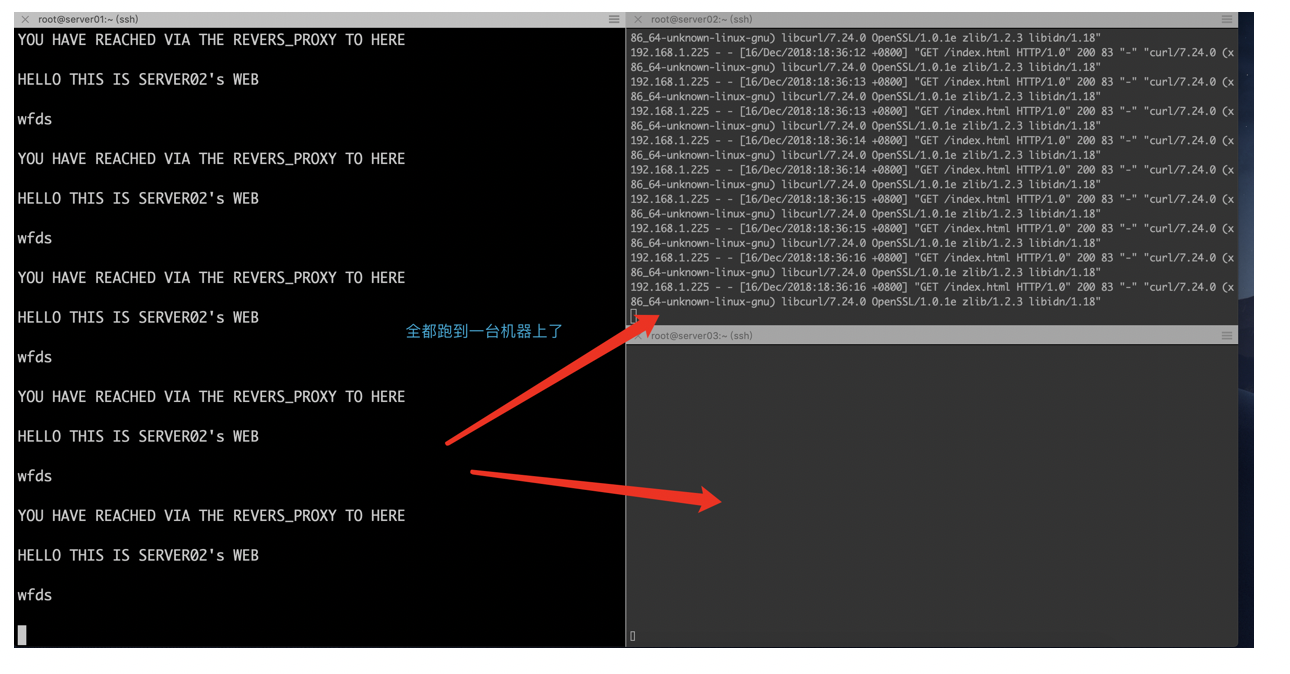 root@server01:~ (ssh)
YOU HAVE REACHED VIA THE REVERS_PROXY TO HERE
HELLO THIS IS SERVER02's WEB
wfds
YOU HAVE REACHED VIA THE REVERS_PROXY TO HERE
HELLO THIS IS SERVER02's WEB
wfds
YOU HAVE REACHED VIA THE REVERS_PROXY TO HERE
HELLO THIS IS SERVER02's WEB
全都跑到一台机器上了
wfds
YOU HAVE REACHED VIA THE REVERS_PROXY TO HERE
HELLO THIS IS SERVER02's WEB
wfds
YOU HAVE REACHED VIA THE REVERS_PROXY TO HERE
HELLO THIS IS SERVER02's WEB
wfds
root@server02:~ (ssh)
86_64-unknown-linux-gnu) libcurl/7.24.0 OpenSSL/1.0.1e zlib/1.2.3 libidn/1.18"
192.168.1.225 - - [16/Dec/2018:18:36:12 +0800] "GET /index.html HTTP/1.0" 200 83 "-" "curl/7.24.0 (x
86_64-unknown-linux-gnu) libcurl/7.24.0 OpenSSL/1.0.1e zlib/1.2.3 libidn/1.18"
192.168.1.225 - - [16/Dec/2018:18:36:13 +0800] "GET /index.html HTTP/1.0" 200 83 "-" "curl/7.24.0 (x
86_64-unknown-linux-gnu) libcurl/7.24.0 OpenSSL/1.0.1e zlib/1.2.3 libidn/1.18"
192.168.1.225 - - [16/Dec/2018:18:36:13 +0800] "GET /index.html HTTP/1.0" 200 83 "-" "curl/7.24.0 (x
86_64-unknown-linux-gnu) libcurl/7.24.0 OpenSSL/1.0.1e zlib/1.2.3 libidn/1.18"
192.168.1.225 - - [16/Dec/2018:18:36:14 +0800] "GET /index.html HTTP/1.0" 200 83 "-" "curl/7.24.0 (x
86_64-unknown-linux-gnu) libcurl/7.24.0 OpenSSL/1.0.1e zlib/1.2.3 libidn/1.18"
192.168.1.225 - - [16/Dec/2018:18:36:14 +0800] "GET /index.html HTTP/1.0" 200 83 "-" "curl/7.24.0 (x
86_64-unknown-linux-gnu) libcurl/7.24.0 OpenSSL/1.0.1e zlib/1.2.3 libidn/1.18"
192.168.1.225 - - [16/Dec/2018:18:36:15 +0800] "GET /index.html HTTP/1.0" 200 83 "-" "curl/7.24.0 (x
86_64-unknown-linux-gnu) libcurl/7.24.0 OpenSSL/1.0.1e zlib/1.2.3 libidn/1.18"
192.168.1.225 - - [16/Dec/2018:18:36:15 +0800] "GET /index.html HTTP/1.0" 200 83 "-" "curl/7.24.0 (x
86_64-unknown-linux-gnu) libcurl/7.24.0 OpenSSL/1.0.1e zlib/1.2.3 libidn/1.18"
192.168.1.225 - - [16/Dec/2018:18:36:16 +0800] "GET /index.html HTTP/1.0" 200 83 "-" "curl/7.24.0 (x
86_64-unknown-linux-gnu) libcurl/7.24.0 OpenSSL/1.0.1e zlib/1.2.3 libidn/1.18"
192.168.1.225 - - [16/Dec/2018:18:36:16 +0800] "GET /index.html HTTP/1.0" 200 83 "-" "curl/7.24.0 (x
86_64-unknown-linux-gnu) libcurl/7.24.0 OpenSSL/1.0.1e zlib/1.2.3 libidn/1.18"
root@server03:~ (ssh)